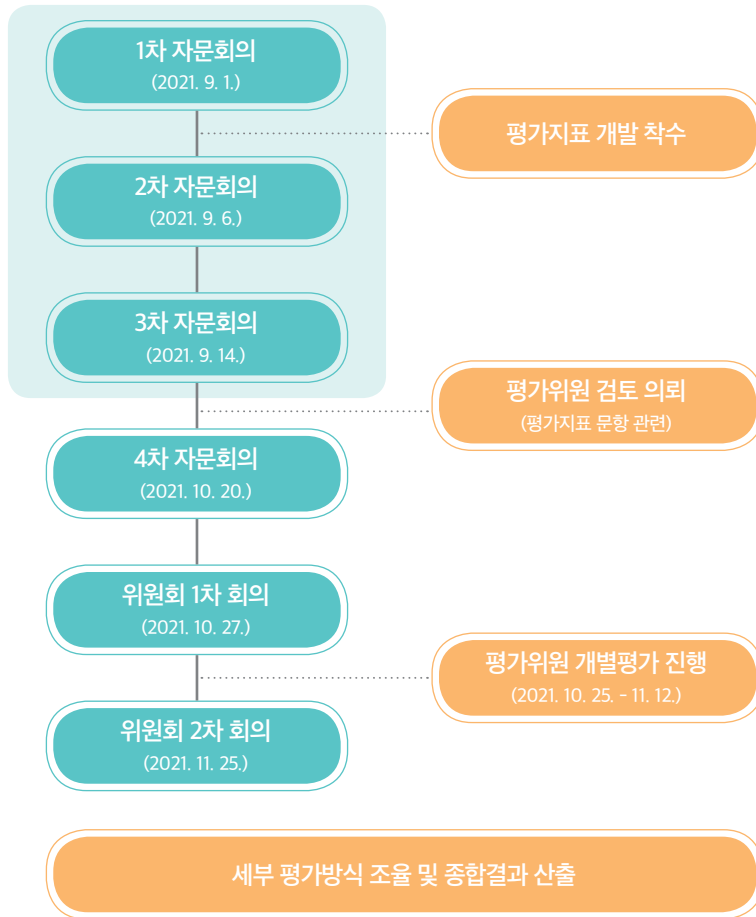 1차 자문회의
(2021. 9. 1.)
평가지표 개발 착수
2차 자문회의
(2021. 9. 6.)
3차 자문회의
(2021. 9. 14.)
평가위원 검토 의뢰
(평가지표 문항 관련)
4차 자문회의
(2021. 10. 20.)
위원회 1차 회의
(2021. 10. 27.)
평가위원 개별평가 진행
(2021. 10. 25. - 11. 12.)
위원회 2차 회의
(2021. 11. 25.)
세부 평가방식 조율 및 종합결과 산출